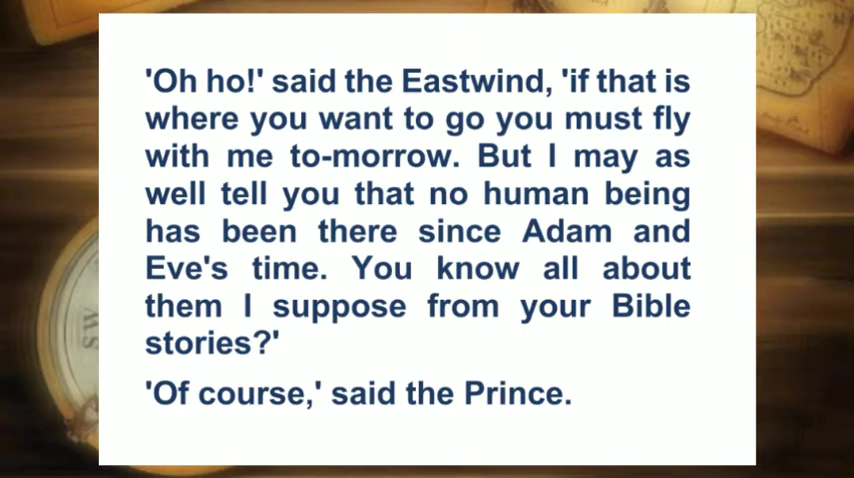 'Oh ho!' said the Eastwind, 'if that is
where you want to go you must fly
with me to-morrow. But I may as
well tell you that no human being
has been there since Adam and
Eve's time. You know all about
them I suppose from your Bible
stories?'
'Of course,' said the Prince.
SW